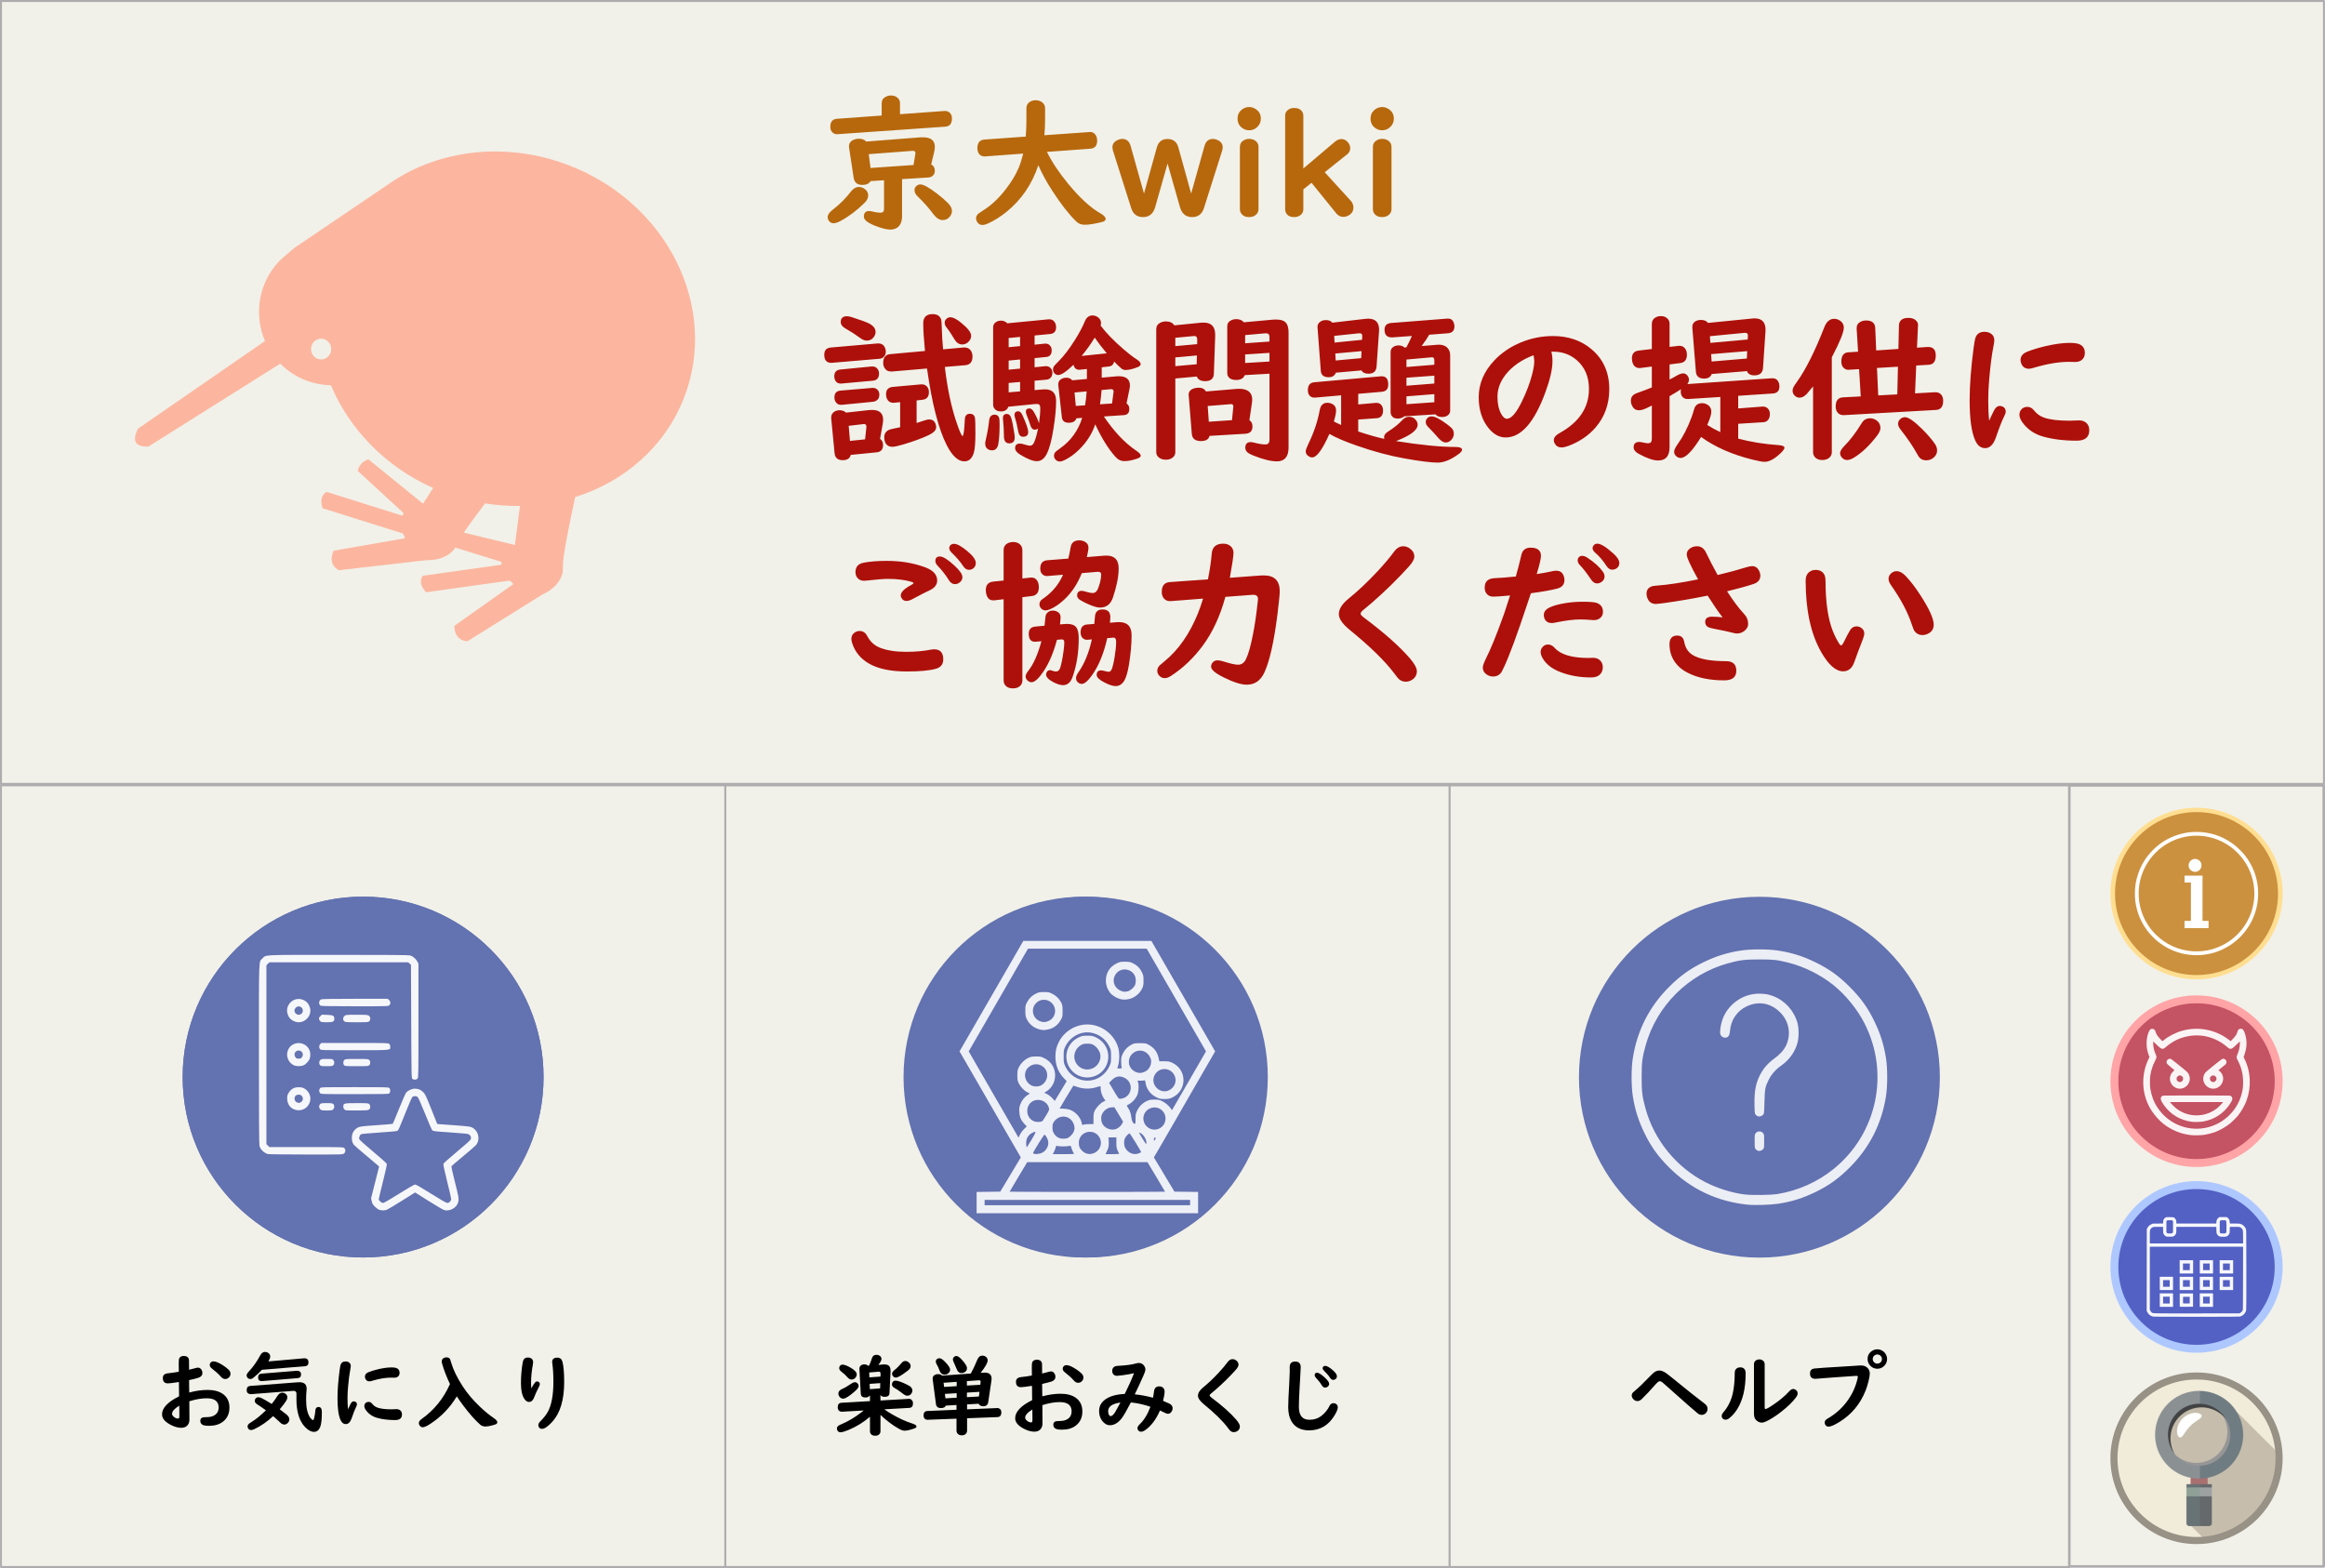 京大wiki
試験問題の提供に
ご協力ください
お気に入り
楽単おみくじ
ヘルプ